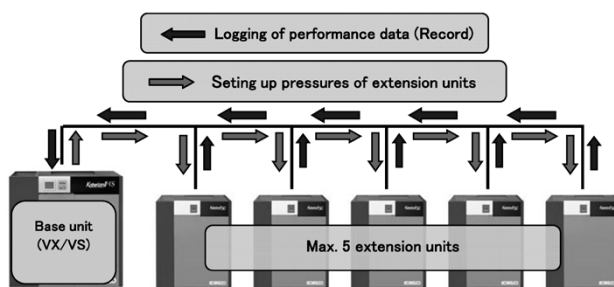 Logging of performance data (Record)
Seting up pressures of extension units
Base unit
(VX/VS)
Max. 5 extension units